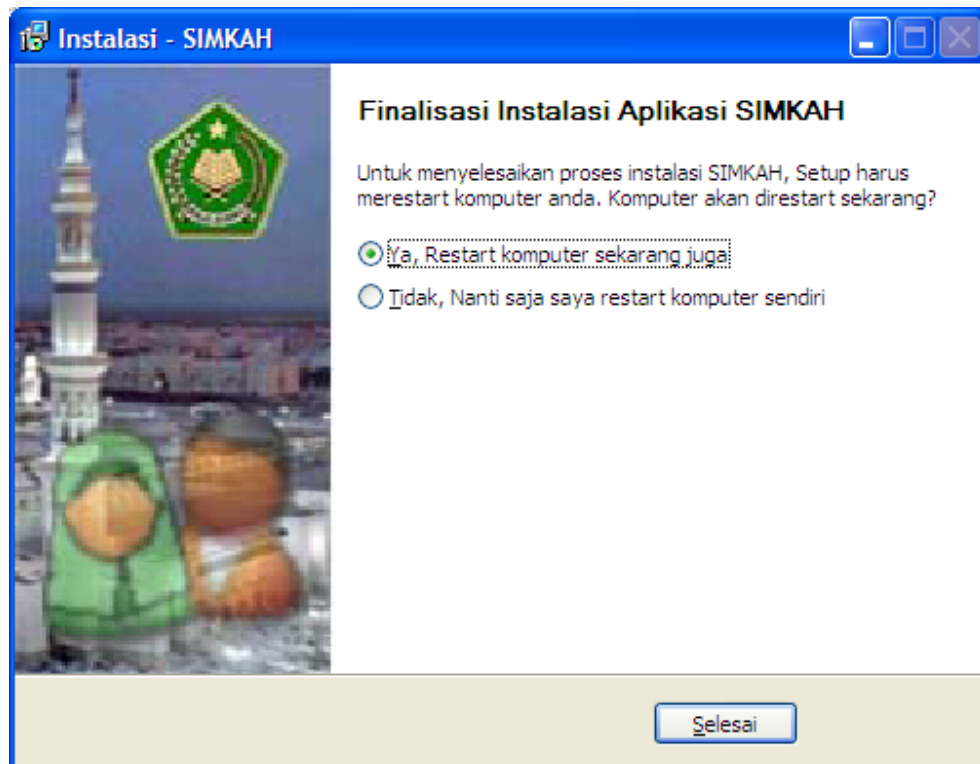 Instalasi - SIMKAH
Finalisasi Instalasi Aplikasi SIMKAH
Untuk menyelesaikan proses instalasi SIMKAH, Setup harus
merestart komputer anda. Komputer akan direstart sekarang?
Ya, Restart komputer sekarang juga
Tidak, Nanti saja saya restart komputer sendiri
Selesai